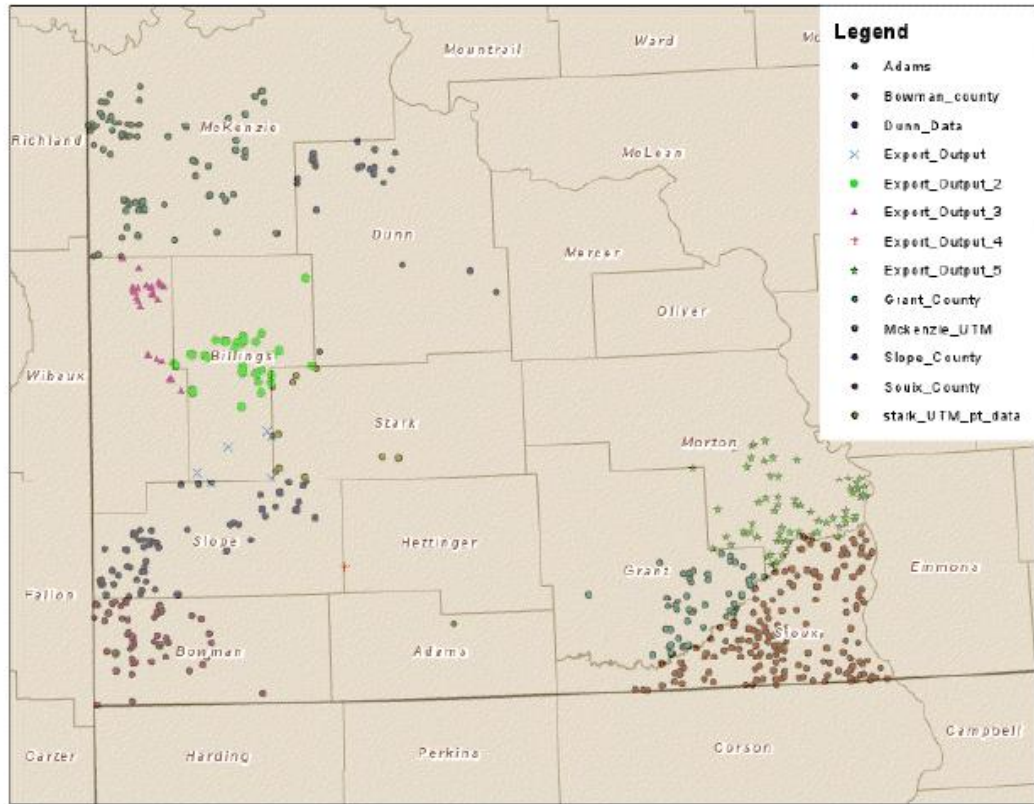 Legend
Adams
Bowman_county
Dunn_Data
Export_Output
Export_Output_2
Export_Output_3
Export_Output_4
Export_Output_5
Grant_County
Mckenzie_UTM
Slope_County
Souix_County
stark_UTM_pt_data
Mountrail
Ward
Richland
McKenzie
McLean
Dunn
Mercer
Oliver
Billings
Wibaux
Stark
Morton
Slope
Hettinger
Grant
Emmons
Fallon
Sioux
Bowman
Adams
Carter
Harding
Perkins
Corson
Campbell